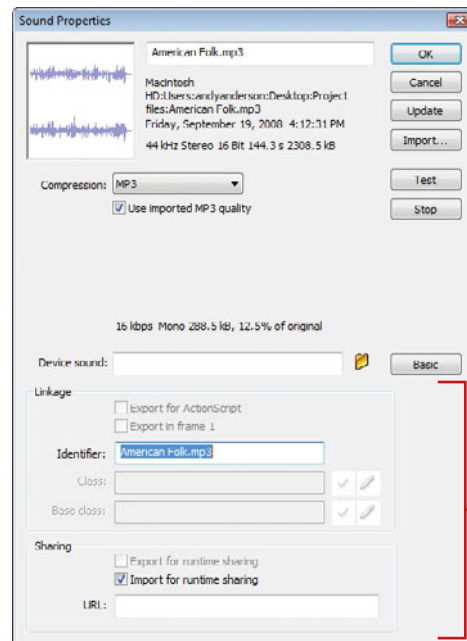 Sound Properties
American Folk.mp3
OK
Macintosh
HD:Users:andyanderson:Desktop:Project
files:American Folk.mp3
Friday, September 19, 2008 4:12:31 PM
44 kHz Stereo 16 Bit 144.3 s 2308.5 kB
Cancel
Update
Import...
Compression: MP3
Use imported MP3 quality
Test
Stop
16 kbps Mono 288.5 kB, 12.5% of original
Device sound:
Basic
Linkage
Export for ActionScript
Export in frame 1
Identifier: American Folk.mp3
Class:
Base class:
Sharing
Export for runtime sharing
Import for runtime sharing
URL: